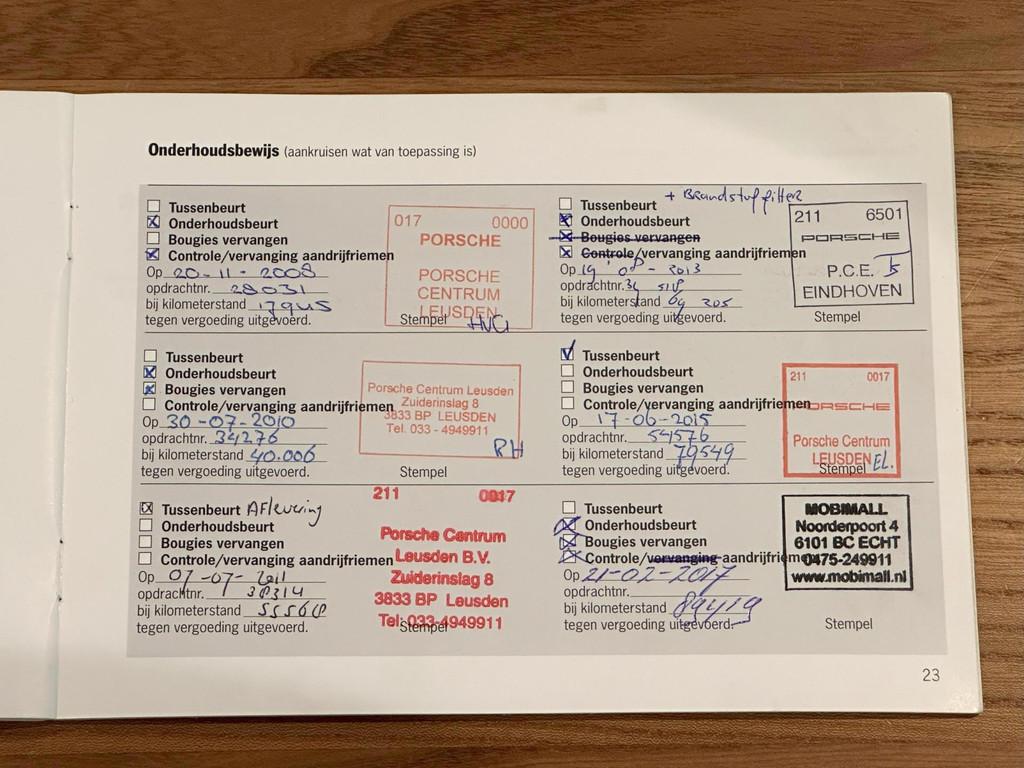 Onderhoudsbewijs (aankruisen wat van toepassing is)
Tussenbeurt
Onderhoudsbeurt
Bougies vervangen
Controle/vervanging aandrijfriemen
Op 20-11-2008
opdrachtnr. 28031
bij kilometerstand 17945
tegen vergoeding uitgevoerd.
017 0000
PORSCHE
PORSCHE
CENTRUM
LEUSDEN
Stempel
Tussenbeurt
Onderhoudsbeurt
Bougies vervangen
Controle/vervanging aandrijfriemen
Op 30-07-2010
opdrachtnr. 34276
bij kilometerstand 40.006
tegen vergoeding uitgevoerd.
Porsche Centrum Leusden
Zuiderinslag 8
3833 BP LEUSDEN
Tel. 033 - 4949911
RH
Stempel
Tussenbeurt Aflevering
Onderhoudsbeurt
Bougies vervangen
Controle/vervanging aandrijfriemen
Op 07-07-2011
opdrachtnr. 38314
bij kilometerstand 55568
tegen vergoeding uitgevoerd.
211 0017
Porsche Centrum
Leusden B.V.
Zuiderinslag 8
3833 BP Leusden
Tel: 033-4949911
Stempel
+ Brandstoffilter
Tussenbeurt
Onderhoudsbeurt
Bougies vervangen
Controle/vervanging aandrijfriemen
Op 19-08-2013
opdrachtnr.
bij kilometerstand 69 205
tegen vergoeding uitgevoerd.
211 6501
PORSCHE
P.C.E.
EINDHOVEN
Stempel
Tussenbeurt
Onderhoudsbeurt
Bougies vervangen
Controle/vervanging aandrijfriemen
Op 17-06-2015
opdrachtnr. 54576
bij kilometerstand 79549
tegen vergoeding uitgevoerd.
211 0017
PORSCHE
Porsche Centrum
LEUSDEN EL.
Stempel
Tussenbeurt
Onderhoudsbeurt
Bougies vervangen
Controle/vervanging aandrijfriemen
Op 21-02-2017
opdrachtnr.
bij kilometerstand 89419
tegen vergoeding uitgevoerd.
MOBIMALL
Noorderpoort 4
6101 BC ECHT
0475-249911
www.mobimall.nl
Stempel
23